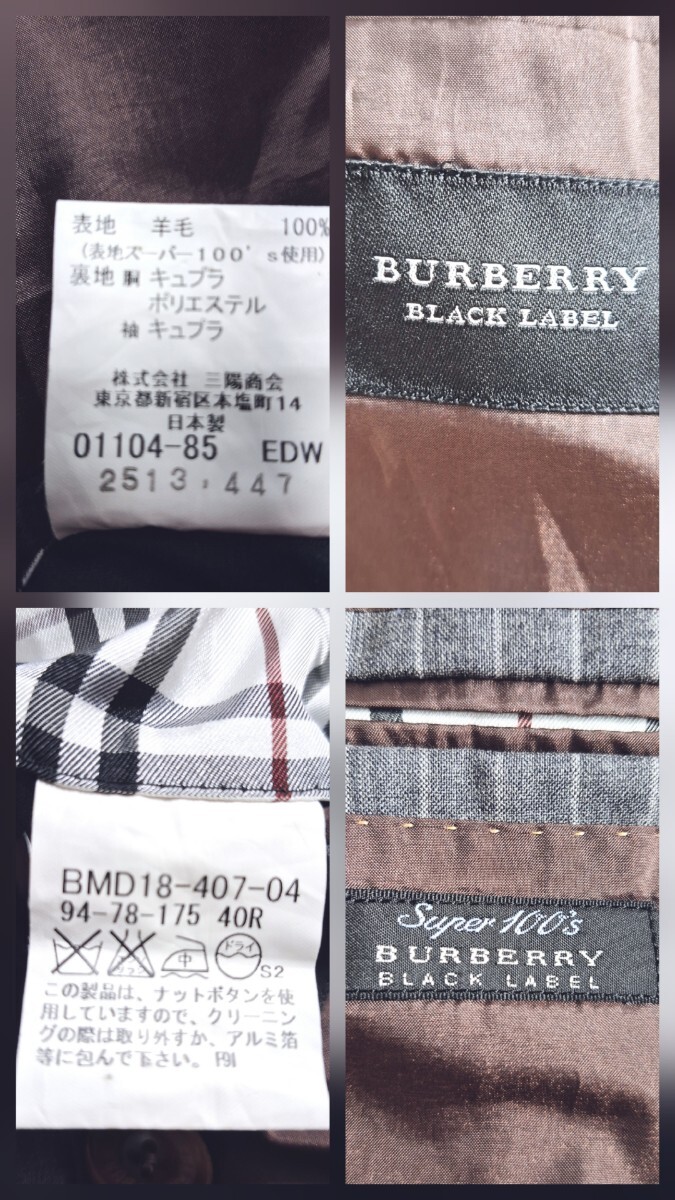 表地 羊毛 100%
(表地スーパー100's使用)
裏地 胴 キュプラ
ポリエステル
袖 キュプラ
株式会社 三陽商会
東京都新宿区本塩町14
日本製
01104-85 EDW
2513,447
BURBERRY
BLACK LABEL
BMD18-407-04
94-78-175 40R
中 ドライ
S2
この製品は、ナットボタンを使
用していますので、クリーニン
グの際は取り外すか、アルミ箔
等に包んで下さい。F91
Super 100's
BURBERRY
BLACK LABEL